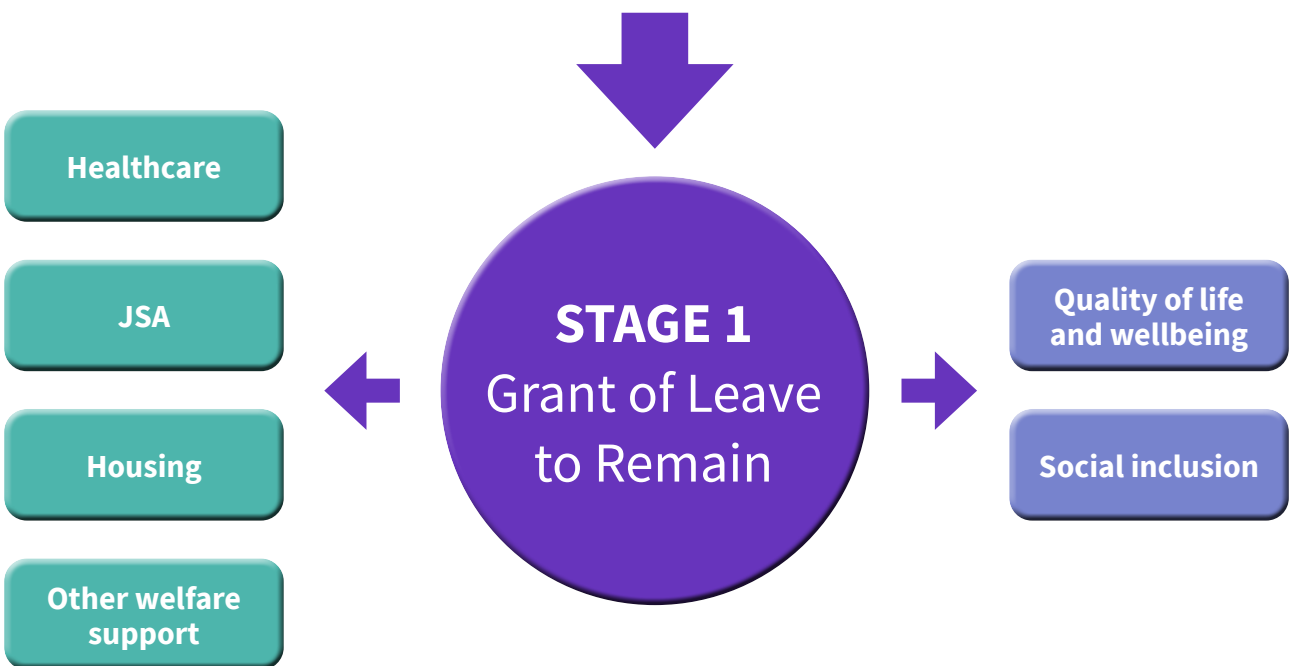 Healthcare
JSA
Housing
Other welfare
support
STAGE 1
Grant of Leave
to Remain
Quality of life
and wellbeing
Social inclusion